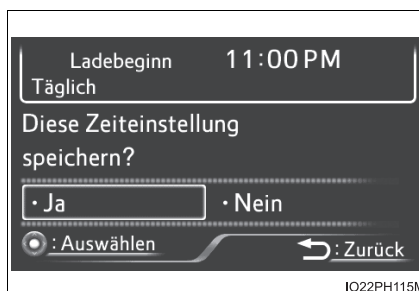 Ladebeginn 11:00 PM
Täglich
Diese Zeiteinstellung
speichern?
· Ja · Nein
: Auswählen : Zurück
IO22PH115M